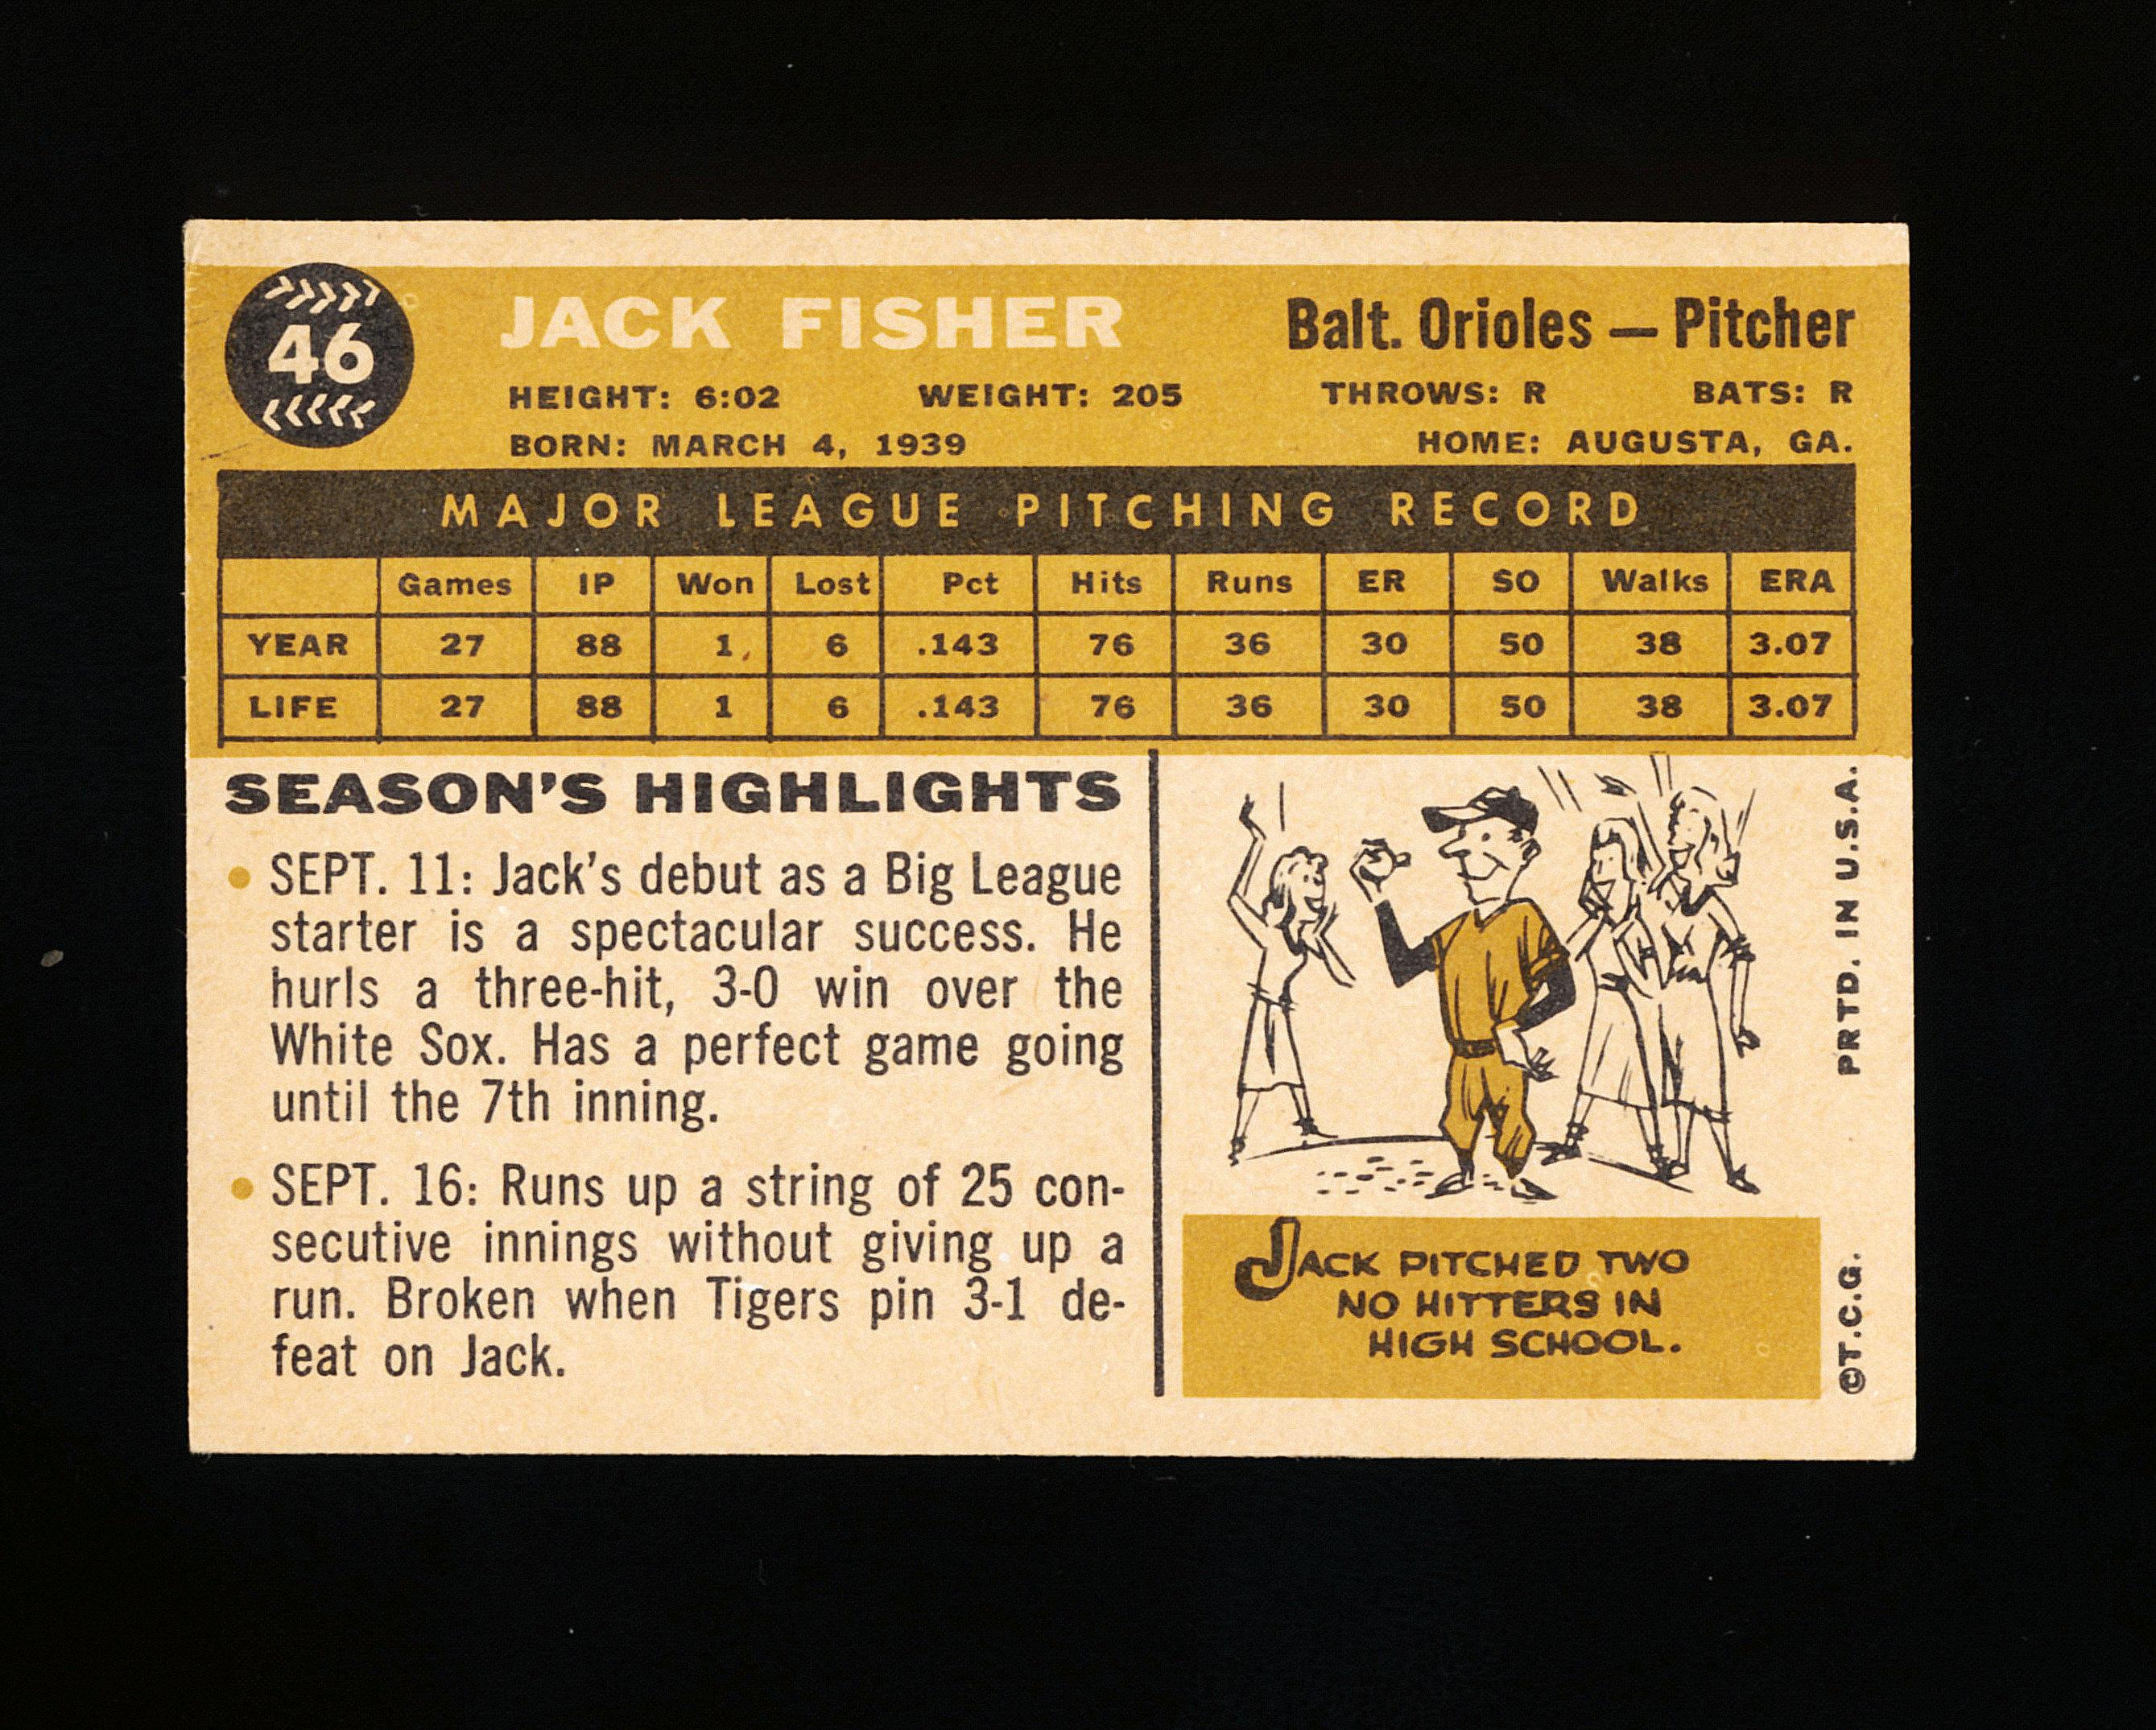 46
JACK FISHER
Balt. Orioles — Pitcher
HEIGHT: 6:02 WEIGHT: 205 THROWS: R BATS: R
BORN: MARCH 4, 1939 HOME: AUGUSTA, GA.
MAJOR LEAGUE PITCHING RECORD
Games IP Won Lost Pct Hits Runs ER SO Walks ERA
YEAR 27 88 1 6 .143 76 36 30 50 38 3.07
LIFE 27 88 1 6 .143 76 36 30 50 38 3.07
SEASON'S HIGHLIGHTS
• SEPT. 11: Jack's debut as a Big League
starter is a spectacular success. He
hurls a three-hit, 3-0 win over the
White Sox. Has a perfect game going
until the 7th inning.
• SEPT. 16: Runs up a string of 25 con-
secutive innings without giving up a
run. Broken when Tigers pin 3-1 de-
feat on Jack.
JACK PITCHED TWO
NO HITTERS IN
HIGH SCHOOL.
©T.C.G. PRTD. IN U.S.A.